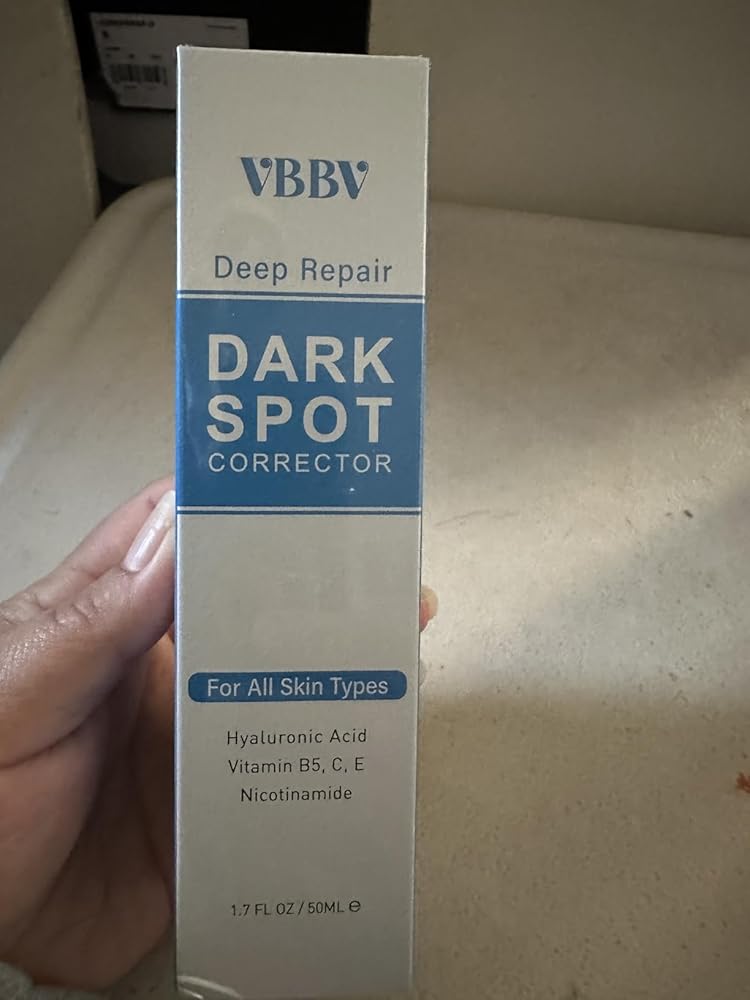 VBBV
Deep Repair
DARK
SPOT
CORRECTOR
For All Skin Types
Hyaluronic Acid
Vitamin B5, C, E
Nicotinamide
1.7 FL OZ / 50ML ℮